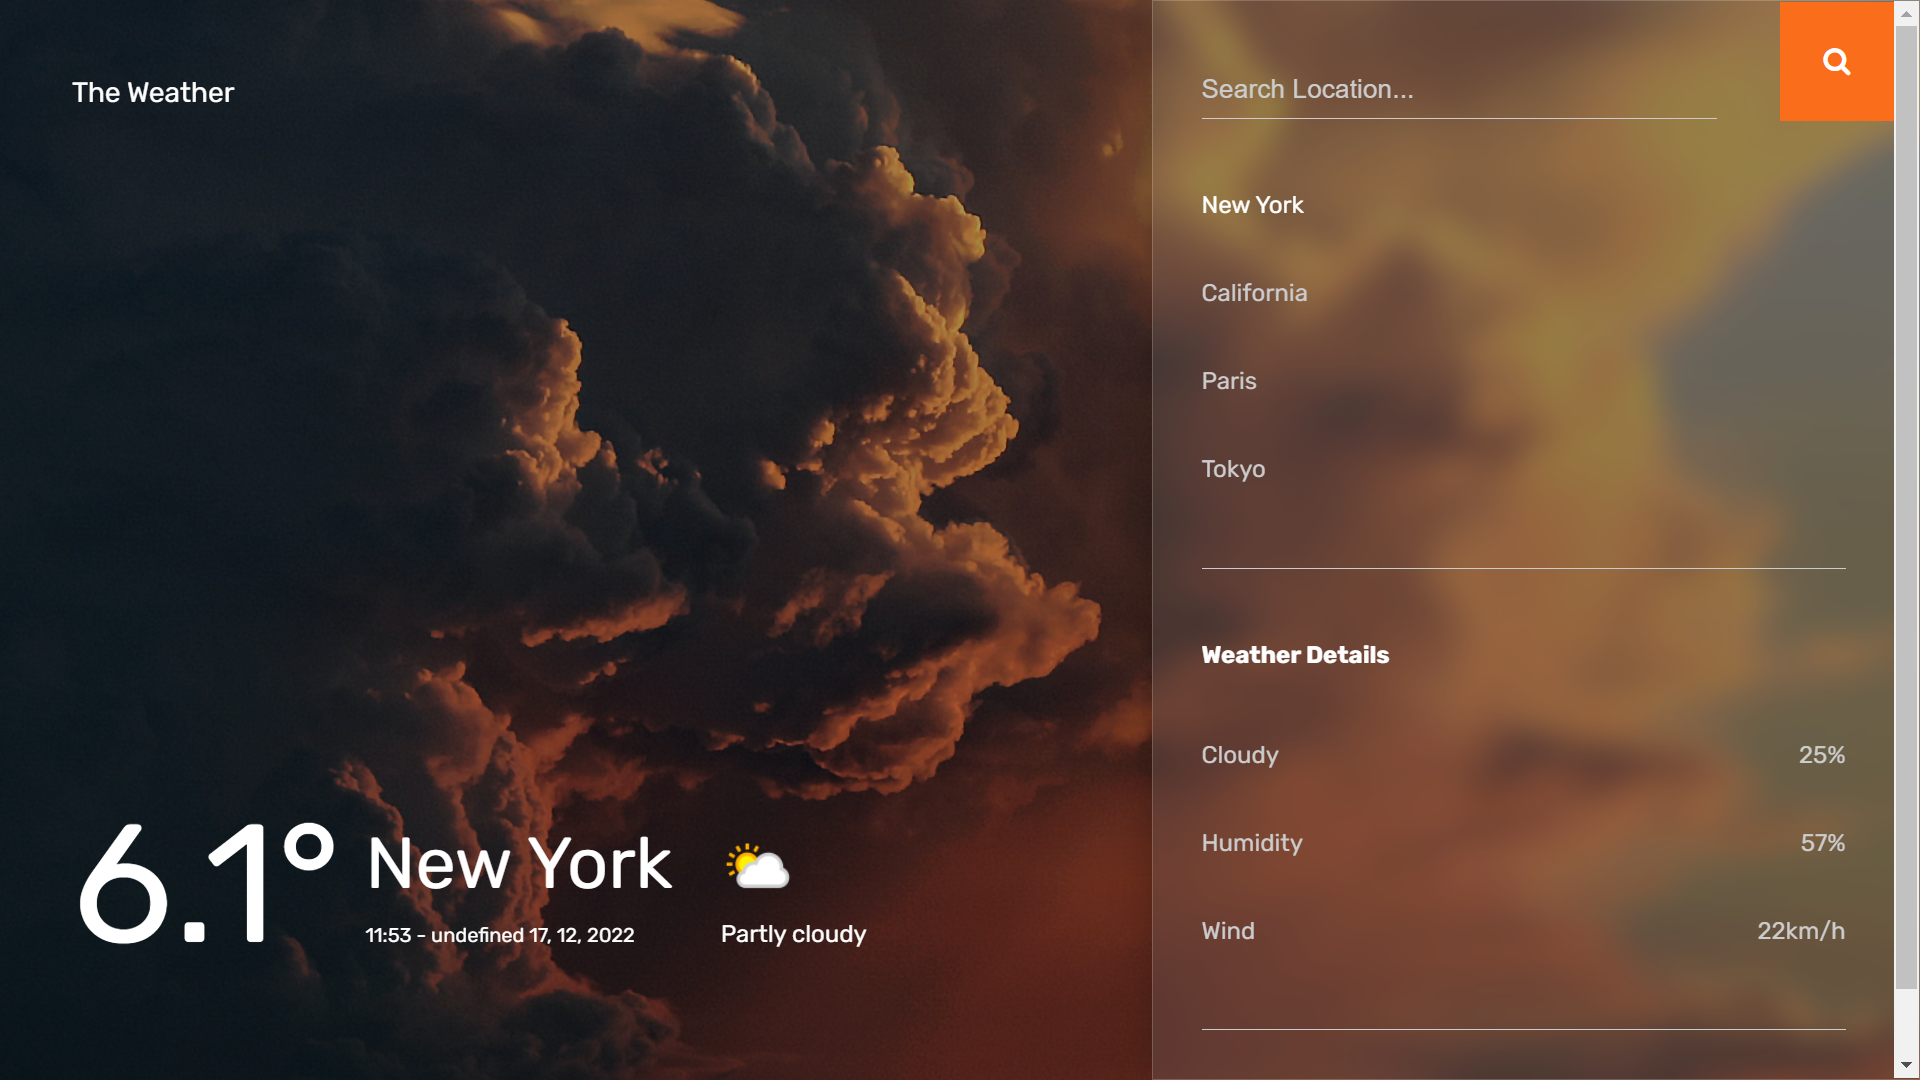 The Weather
Search Location...
New York
California
Paris
Tokyo
Weather Details
Cloudy 25%
Humidity 57%
Wind 22km/h
6.1°
New York
11:53 - undefined 17, 12, 2022
Partly cloudy